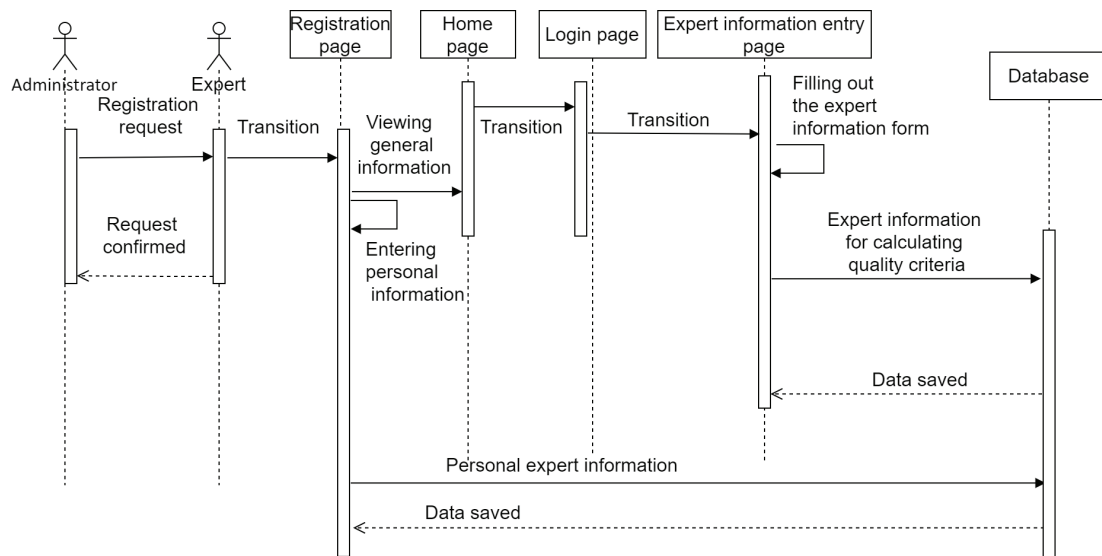 Registration
page
Home
page
Login page
Expert information entry
page
Database
Administrator
Expert
Registration
request
Transition
Viewing
general
information
Transition
Transition
Filling out
the expert
information form
Request
confirmed
Entering
personal
information
Expert information
for calculating
quality criteria
Data saved
Personal expert information
Data saved